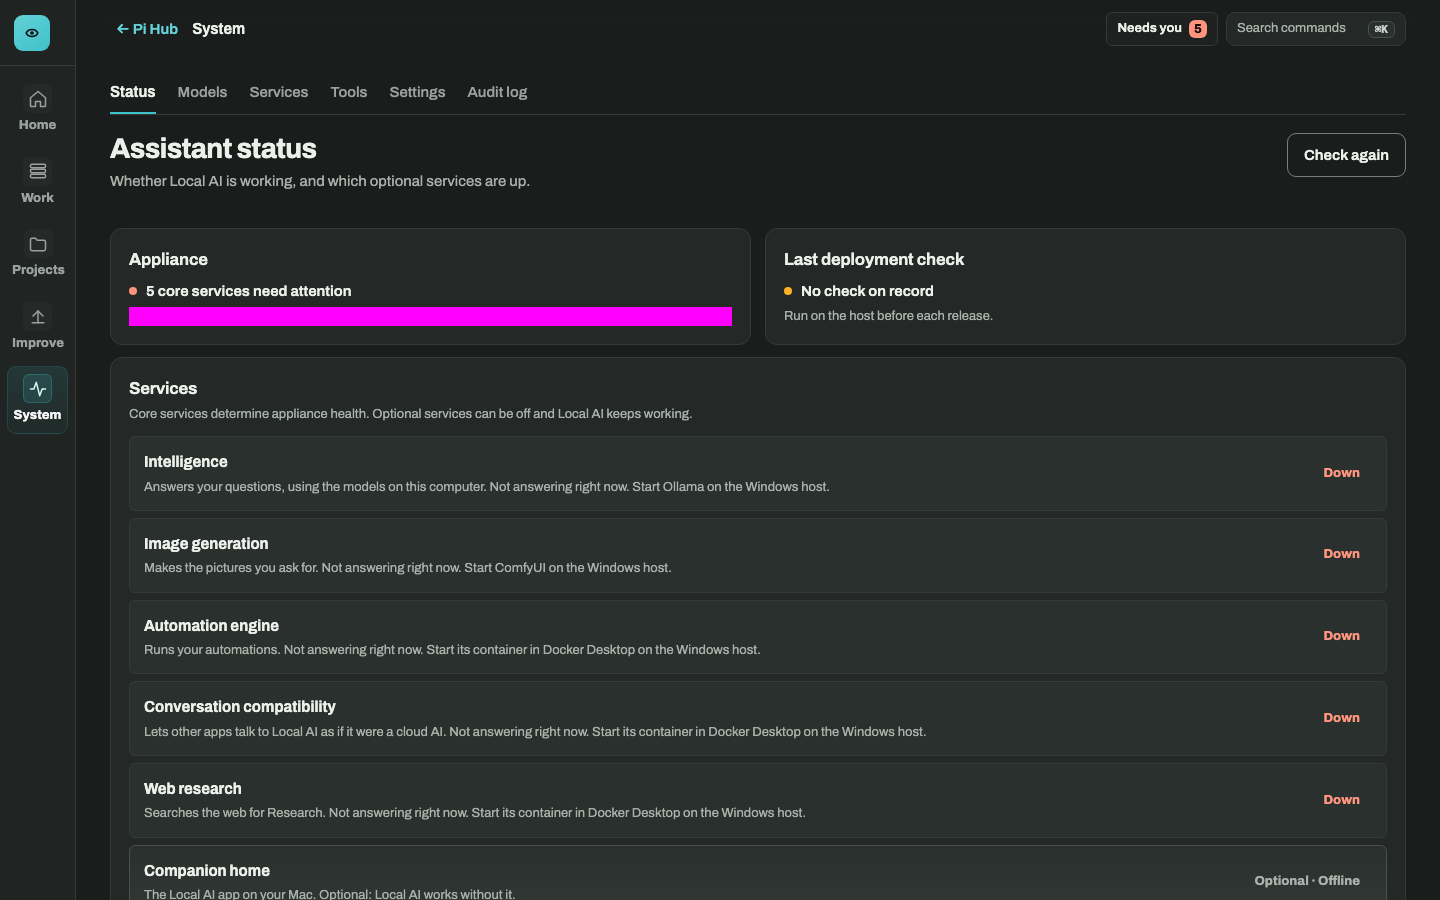 ← Pi Hub System
Needs you 5
Search commands ⌘K
Home
Work
Projects
Improve
System
Status Models Services Tools Settings Audit log
Assistant status
Whether Local AI is working, and which optional services are up.
Check again
Appliance
5 core services need attention
Last deployment check
No check on record
Run on the host before each release.
Services
Core services determine appliance health. Optional services can be off and Local AI keeps working.
Intelligence
Answers your questions, using the models on this computer. Not answering right now. Start Ollama on the Windows host.
Down
Image generation
Makes the pictures you ask for. Not answering right now. Start ComfyUI on the Windows host.
Down
Automation engine
Runs your automations. Not answering right now. Start its container in Docker Desktop on the Windows host.
Down
Conversation compatibility
Lets other apps talk to Local AI as if it were a cloud AI. Not answering right now. Start its container in Docker Desktop on the Windows host.
Down
Web research
Searches the web for Research. Not answering right now. Start its container in Docker Desktop on the Windows host.
Down
Companion home
The Local AI app on your Mac. Optional: Local AI works without it.
Optional · Offline